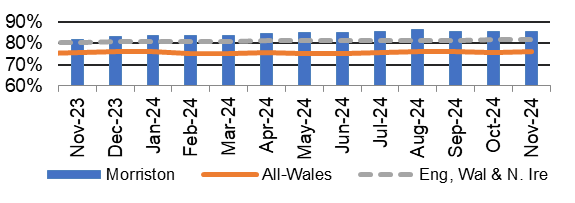 90%
80%
70%
60%
Nov-23
Dec-23
Jan-24
Feb-24
Mar-24
Apr-24
May-24
Jun-24
Jul-24
Aug-24
Sep-24
Oct-24
Nov-24
Morriston All-Wales Eng, Wal & N. Ire